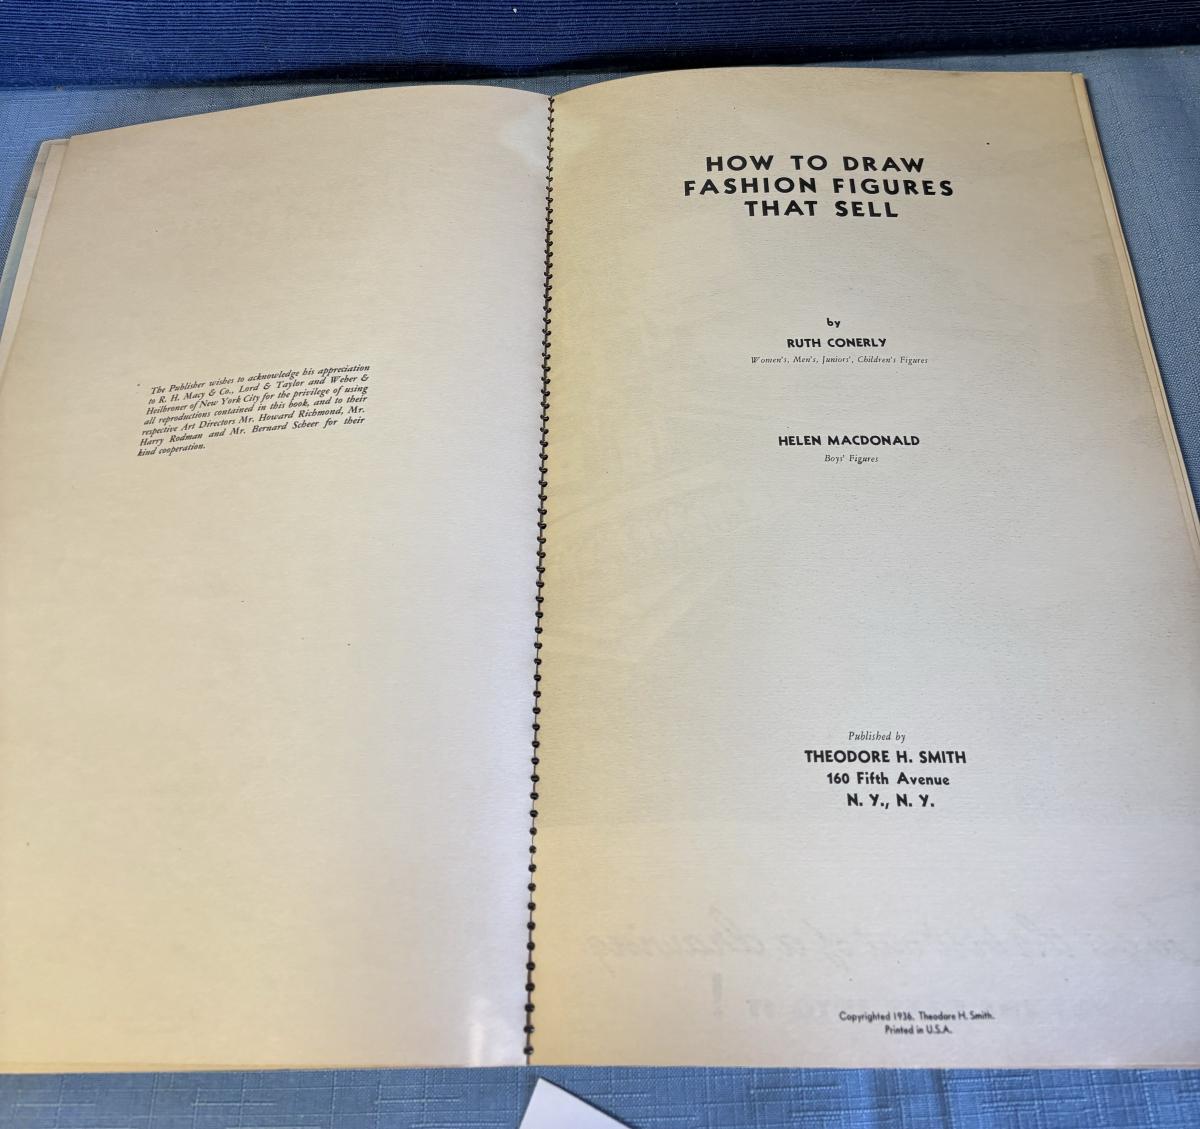 The Publisher wishes to acknowledge his appreciation
to R. H. Macy & Co., Lord & Taylor and Weber &
Heilbroner of New York City for the privilege of using
all reproductions contained in this book, and to their
respective Art Directors Mr. Howard Richmond, Mr.
Harry Rodman and Mr. Bernard Scheer for their
kind cooperation.
HOW TO DRAW
FASHION FIGURES
THAT SELL
by
RUTH CONERLY
Women's, Men's, Juniors', Children's Figures
HELEN MACDONALD
Boys' Figures
Published by
THEODORE H. SMITH
160 Fifth Avenue
N. Y., N. Y.
of a drawing
!
Copyrighted 1936. Theodore H. Smith.
Printed in U.S.A.